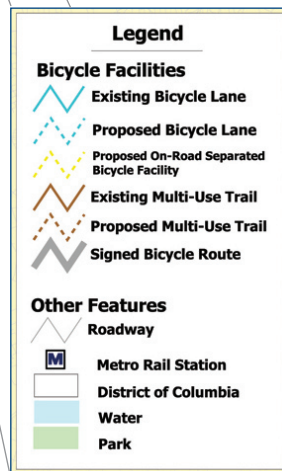 Legend
Bicycle Facilities
Existing Bicycle Lane
Proposed Bicycle Lane
Proposed On-Road Separated
Bicycle Facility
Existing Multi-Use Trail
Proposed Multi-Use Trail
Signed Bicycle Route
Other Features
Roadway
M Metro Rail Station
District of Columbia
Water
Park